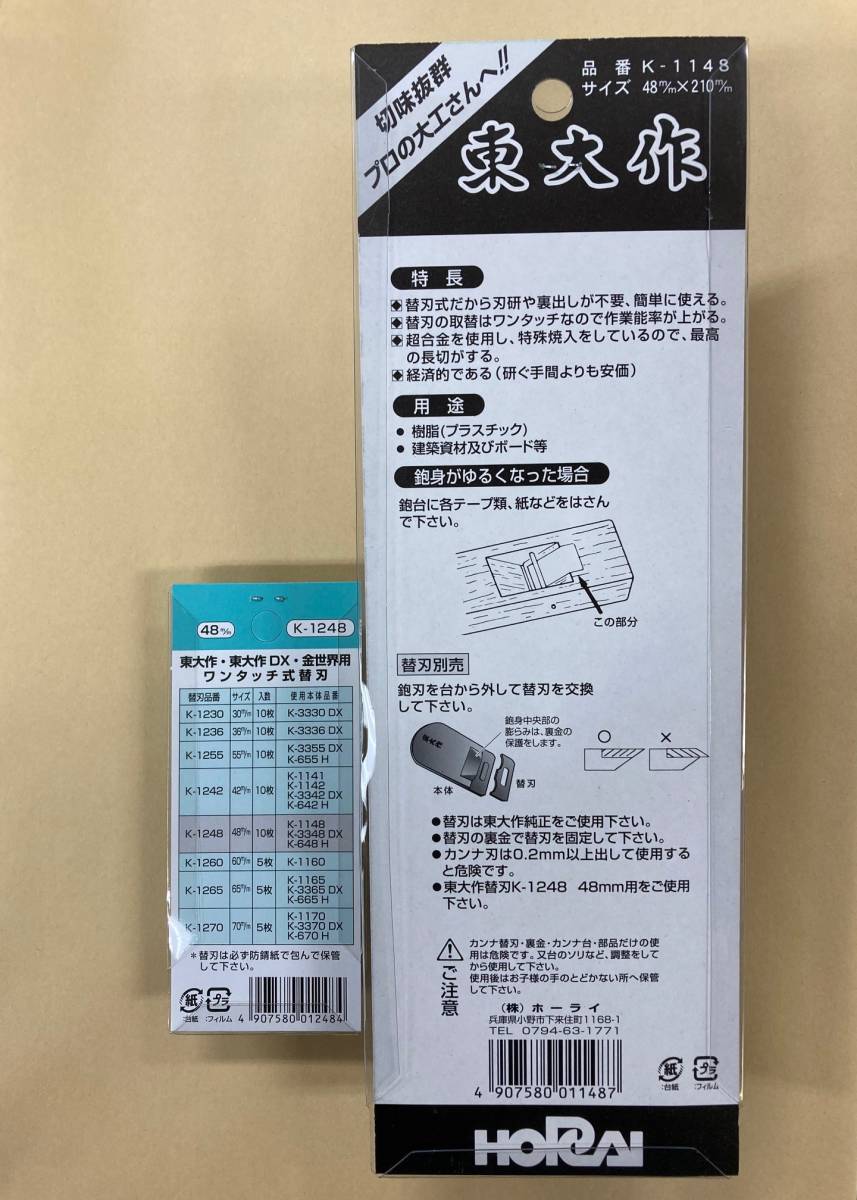 切味抜群
プロの大工さんへ!!
品番 K-1148
サイズ 48m/m×210m/m
東大作
特長
替刃式だから刃研や裏出しが不要、簡単に使える。
替刃の取替はワンタッチなので作業能率が上がる。
超合金を使用し、特殊焼入をしているので、最高
の長切がする。
経済的である(研ぐ手間よりも安価)
用途
● 樹脂(プラスチック)
● 建築資材及びボード等
鉋身がゆるくなった場合
鉋台に各テープ類、紙などをはさん
で下さい。
この部分
替刃別売
鉋刃を台から外して替刃を交換
して下さい。
鉋身中央部の
膨らみは、裏金の
保護をします。
○ ×
東大作
本体
替刃
●替刃は東大作純正をご使用下さい。
●替刃の裏金で替刃を固定して下さい。
●カンナ刃は0.2mm以上出して使用する
と危険です。
●東大作替刃K-1248 48mm用をご使用
下さい。
ご注意
カンナ替刃・裏金・カンナ台・部品だけの使
用は危険です。又台のソリなど、調整をして
から使用して下さい。
使用後はお子様の手のとどかない所へ保管
して下さい。
(株)ホーライ
兵庫県小野市下来住町1168-1
TEL 0794-63-1771
4 907580 011487
紙 プラ
:台紙 :フィルム
HORAI
48m/m K-1248
東大作・東大作DX・金世界用
ワンタッチ式替刃
替刃品番 サイズ 入数 使用本体品番
K-1230 30m/m 10枚 K-3330 DX
K-1236 36m/m 10枚 K-3336 DX
K-1255 55m/m 10枚 K-3355 DX
K-655 H
K-1242 42m/m 10枚 K-1141
K-1142
K-3342 DX
K-642 H
K-1248 48m/m 10枚 K-1148
K-3348 DX
K-648 H
K-1260 60m/m 5枚 K-1160
K-1265 65m/m 5枚 K-1165
K-3365 DX
K-665 H
K-1270 70m/m 5枚 K-1170
K-3370 DX
K-670 H
*替刃は必ず防錆紙で包んで保管
して下さい。
紙 プラ
:台紙 :フィルム
4 907580 012484